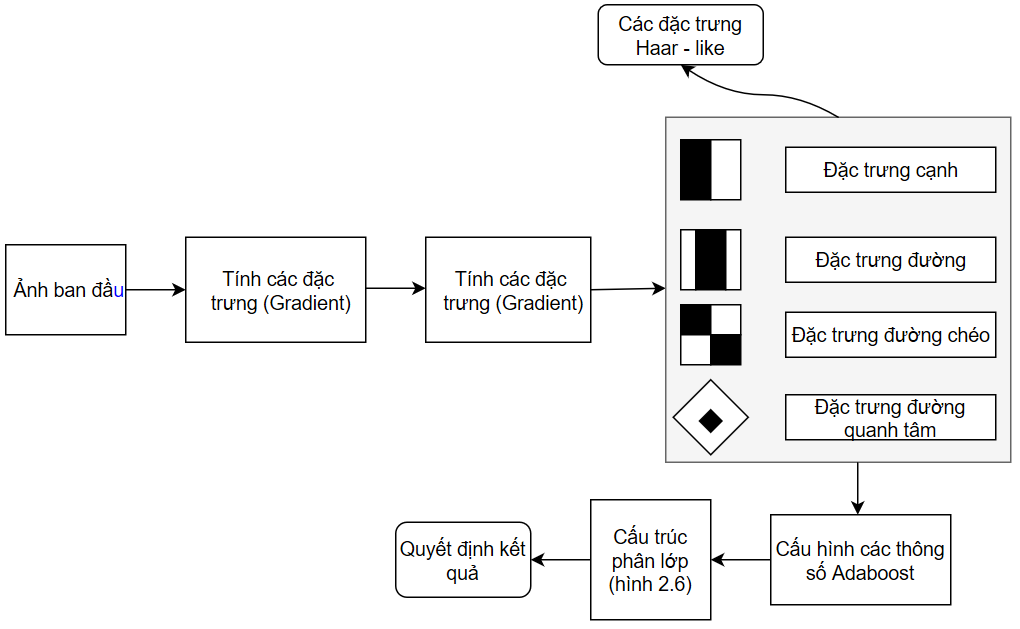 Các đặc trưng
Haar - like
Đặc trưng cạnh
Ảnh ban đầu
Tính các đặc
trưng (Gradient)
Tính các đặc
trưng (Gradient)
Đặc trưng đường
Đặc trưng đường chéo
Đặc trưng đường
quanh tâm
Quyết định kết
quả
Cấu trúc
phân lớp
(hình 2.6)
Cấu hình các thông
số Adaboost